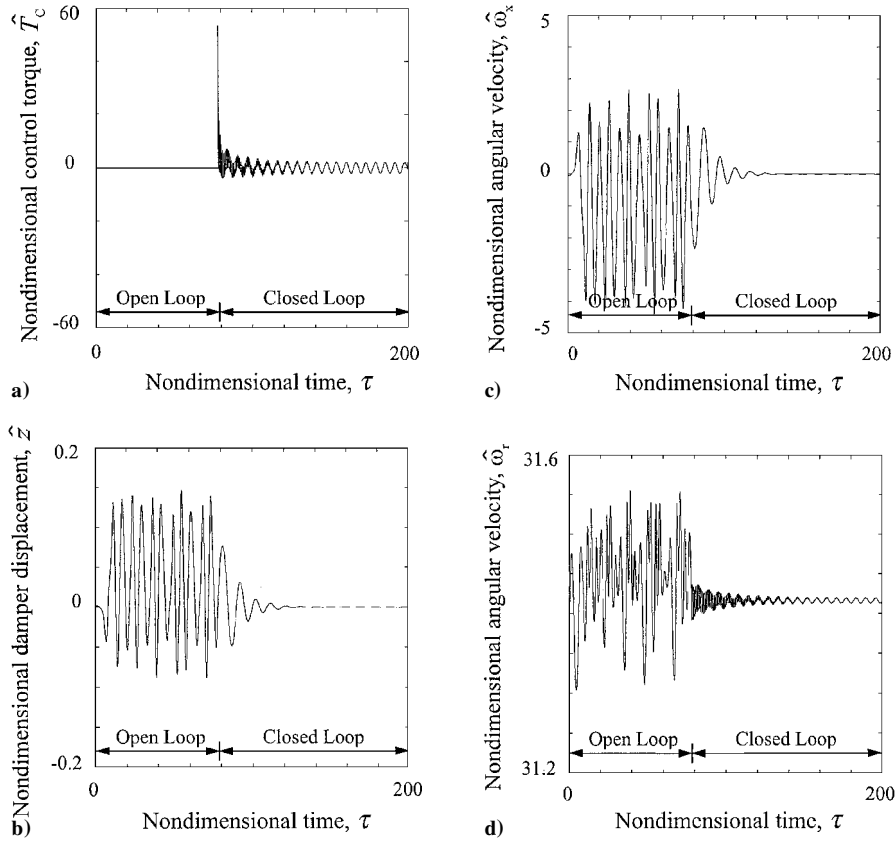 60
Nondimensional control torque, T̂c
0
-60
Open Loop
Closed Loop
0
200
Nondimensional time, τ
a)
0.2
Nondimensional damper displacement, ẑ
0
-0.2
Open Loop
Closed Loop
0
200
Nondimensional time, τ
b)
5
Nondimensional angular velocity, ω̂x
0
-5
Open Loop
Closed Loop
0
200
Nondimensional time, τ
c)
31.6
Nondimensional angular velocity, ω̂r
31.2
Open Loop
Closed Loop
0
200
Nondimensional time, τ
d)